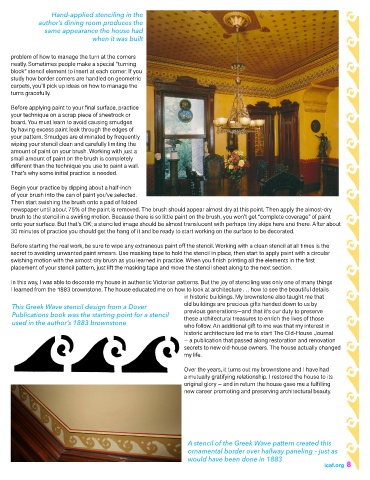 Hand-applied stenciling in the
author's dining room produces the
same appearance the house had
when it was built
problem of how to manage the turn at the corners
neatly. Sometimes people make a special "turning
block" stencil element to insert at each corner. If you
study how border corners are handled on geometric
carpets, you'll pick up ideas on how to manage the
turns gracefully.
Before applying paint to your final surface, practice
your technique on a scrap piece of sheetrock or
board. You must learn to avoid causing smudges
by having excess paint leak through the edges of
your pattern. Smudges are eliminated by frequently
wiping your stencil clean and carefully limiting the
amount of paint on your brush. Working with just a
small amount of paint on the brush is completely
different than the technique you use to paint a wall.
That's why some initial practice is needed.
Begin your practice by dipping about a half-inch
of your brush into the can of paint you've selected.
Then start swishing the brush onto a pad of folded
newspaper until about 75% of the paint is removed. The brush should appear almost dry at this point. Then apply the almost-dry
brush to the stencil in a swirling motion. Because there is so little paint on the brush, you won't get "complete coverage" of paint
onto your surface. But that's OK; a stenciled image should be almost translucent with perhaps tiny skips here and there. After about
30 minutes of practice you should get the hang of it and be ready to start working on the surface to be decorated.
Before starting the real work, be sure to wipe any extraneous paint off the stencil. Working with a clean stencil at all times is the
secret to avoiding unwanted paint smears. Use masking tape to hold the stencil in place, then start to apply paint with a circular
swishing motion with the almost dry brush as you learned in practice. When you finish printing all the elements in the first
placement of your stencil pattern, just lift the masking tape and move the stencil sheet along to the next section.
In this way, I was able to decorate my house in authentic Victorian patterns. But the joy of stenciling was only one of many things
I learned from the 1883 brownstone. The house educated me on how to look at architecture … how to see the beautiful details
in historic buildings. My brownstone also taught me that
old buildings are precious gifts handed down to us by
previous generations—and that it's our duty to preserve
these architectural treasures to enrich the lives of those
who follow. An additional gift to me was that my interest in
historic architecture led me to start The Old-House Journal
– a publication that passed along restoration and renovation
secrets to new old-house owners. The house actually changed
my life.
This Greek Wave stencil design from a Dover
Publications book was the starting point for a stencil
used in the author's 1883 brownstone
Over the years, it turns out my brownstone and I have had
a mutually gratifying relationship. I restored the house to its
original glory – and in return the house gave me a fulfilling
new career promoting and preserving architectural beauty.
A stencil of the Greek Wave pattern created this
ornamental border over hallway paneling – just as
would have been done in 1883
icaf.org 8